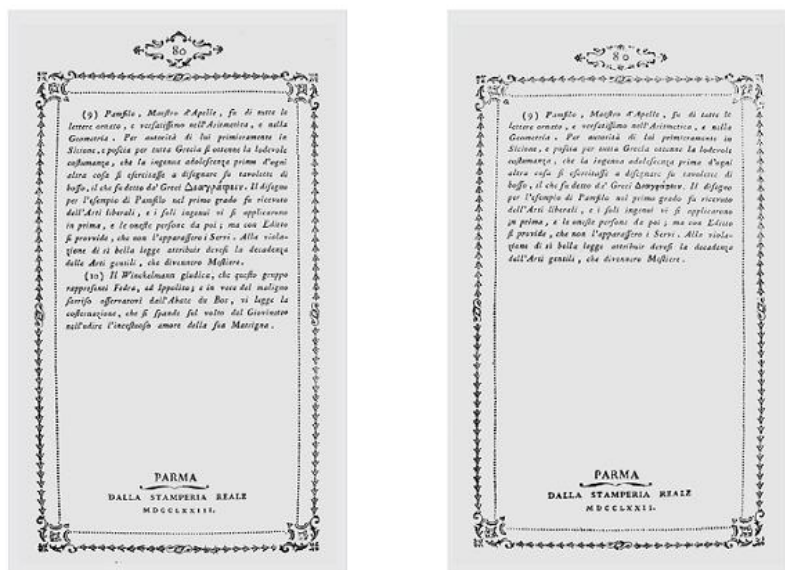 80
(9) Pamfilo, Maeſtro d'Apelle, fu di tutte le
lettere ornato, e verſatiſſimo nell'Aritmetica, e nella
Geometria. Per autorità di lui primieramente in
Sicione, e poſcia per tutta Grecia ſi ottenne la lodevole
coſtumanza, che la ingenua adoleſcenza prima d'ogni
altra coſa ſi eſercitaſſe a diſegnare ſu tavolette di
boſſo, il che fu detto da' Greci Διαγράφειν. Il diſegno
per l'eſempio di Pamfilo nel primo grado fu ricevuto
dell'Arti liberali, e i ſoli ingenui vi ſi applicarono
in prima, e le oneſte perſone da poi; ma con Editto
ſi provvide, che non l'apparaſſero i Servi. Alla viola-
zione di sì bella legge attribuir deveſi la decadenza
delle Arti gentili, che divennero Meſtiere.
(10) Il Winckelmann giudica, che queſto gruppo
rappreſenti Fedra, ed Ippolito; e in vece del maligno
ſorriſo oſſervatovi dall'Abate du Bos, vi legge la
coſternazione, che ſi ſpande ſul volto del Giovinetto
nell'udire l'inceſtuoſo amore della ſua Matrigna.
PARMA
DALLA STAMPERIA REALE
MDCCLXXIII.
80
(9) Pamfilo, Maeſtro d'Apelle, fu di tutte le
lettere ornato, e verſatiſſimo nell'Aritmetica, e nella
Geometria. Per autorità di lui primieramente in
Sicione, e poſcia per tutta Grecia ſi ottenne la lodevole
coſtumanza, che la ingenua adoleſcenza prima d'ogni
altra coſa ſi eſercitaſſe a diſegnare ſu tavolette di
boſſo, il che fu detto da' Greci Διαγράφειν. Il diſegno
per l'eſempio di Pamfilo nel primo grado fu ricevuto
dell'Arti liberali, e i ſoli ingenui vi ſi applicarono
in prima, e le oneſte perſone da poi; ma con Editto
ſi provvide, che non l'apparaſſero i Servi. Alla viola-
zione di sì bella legge attribuir deveſi la decadenza
dell'Arti gentili, che divennero Meſtiere.
PARMA
DALLA STAMPERIA REALE
MDCCLXXII.